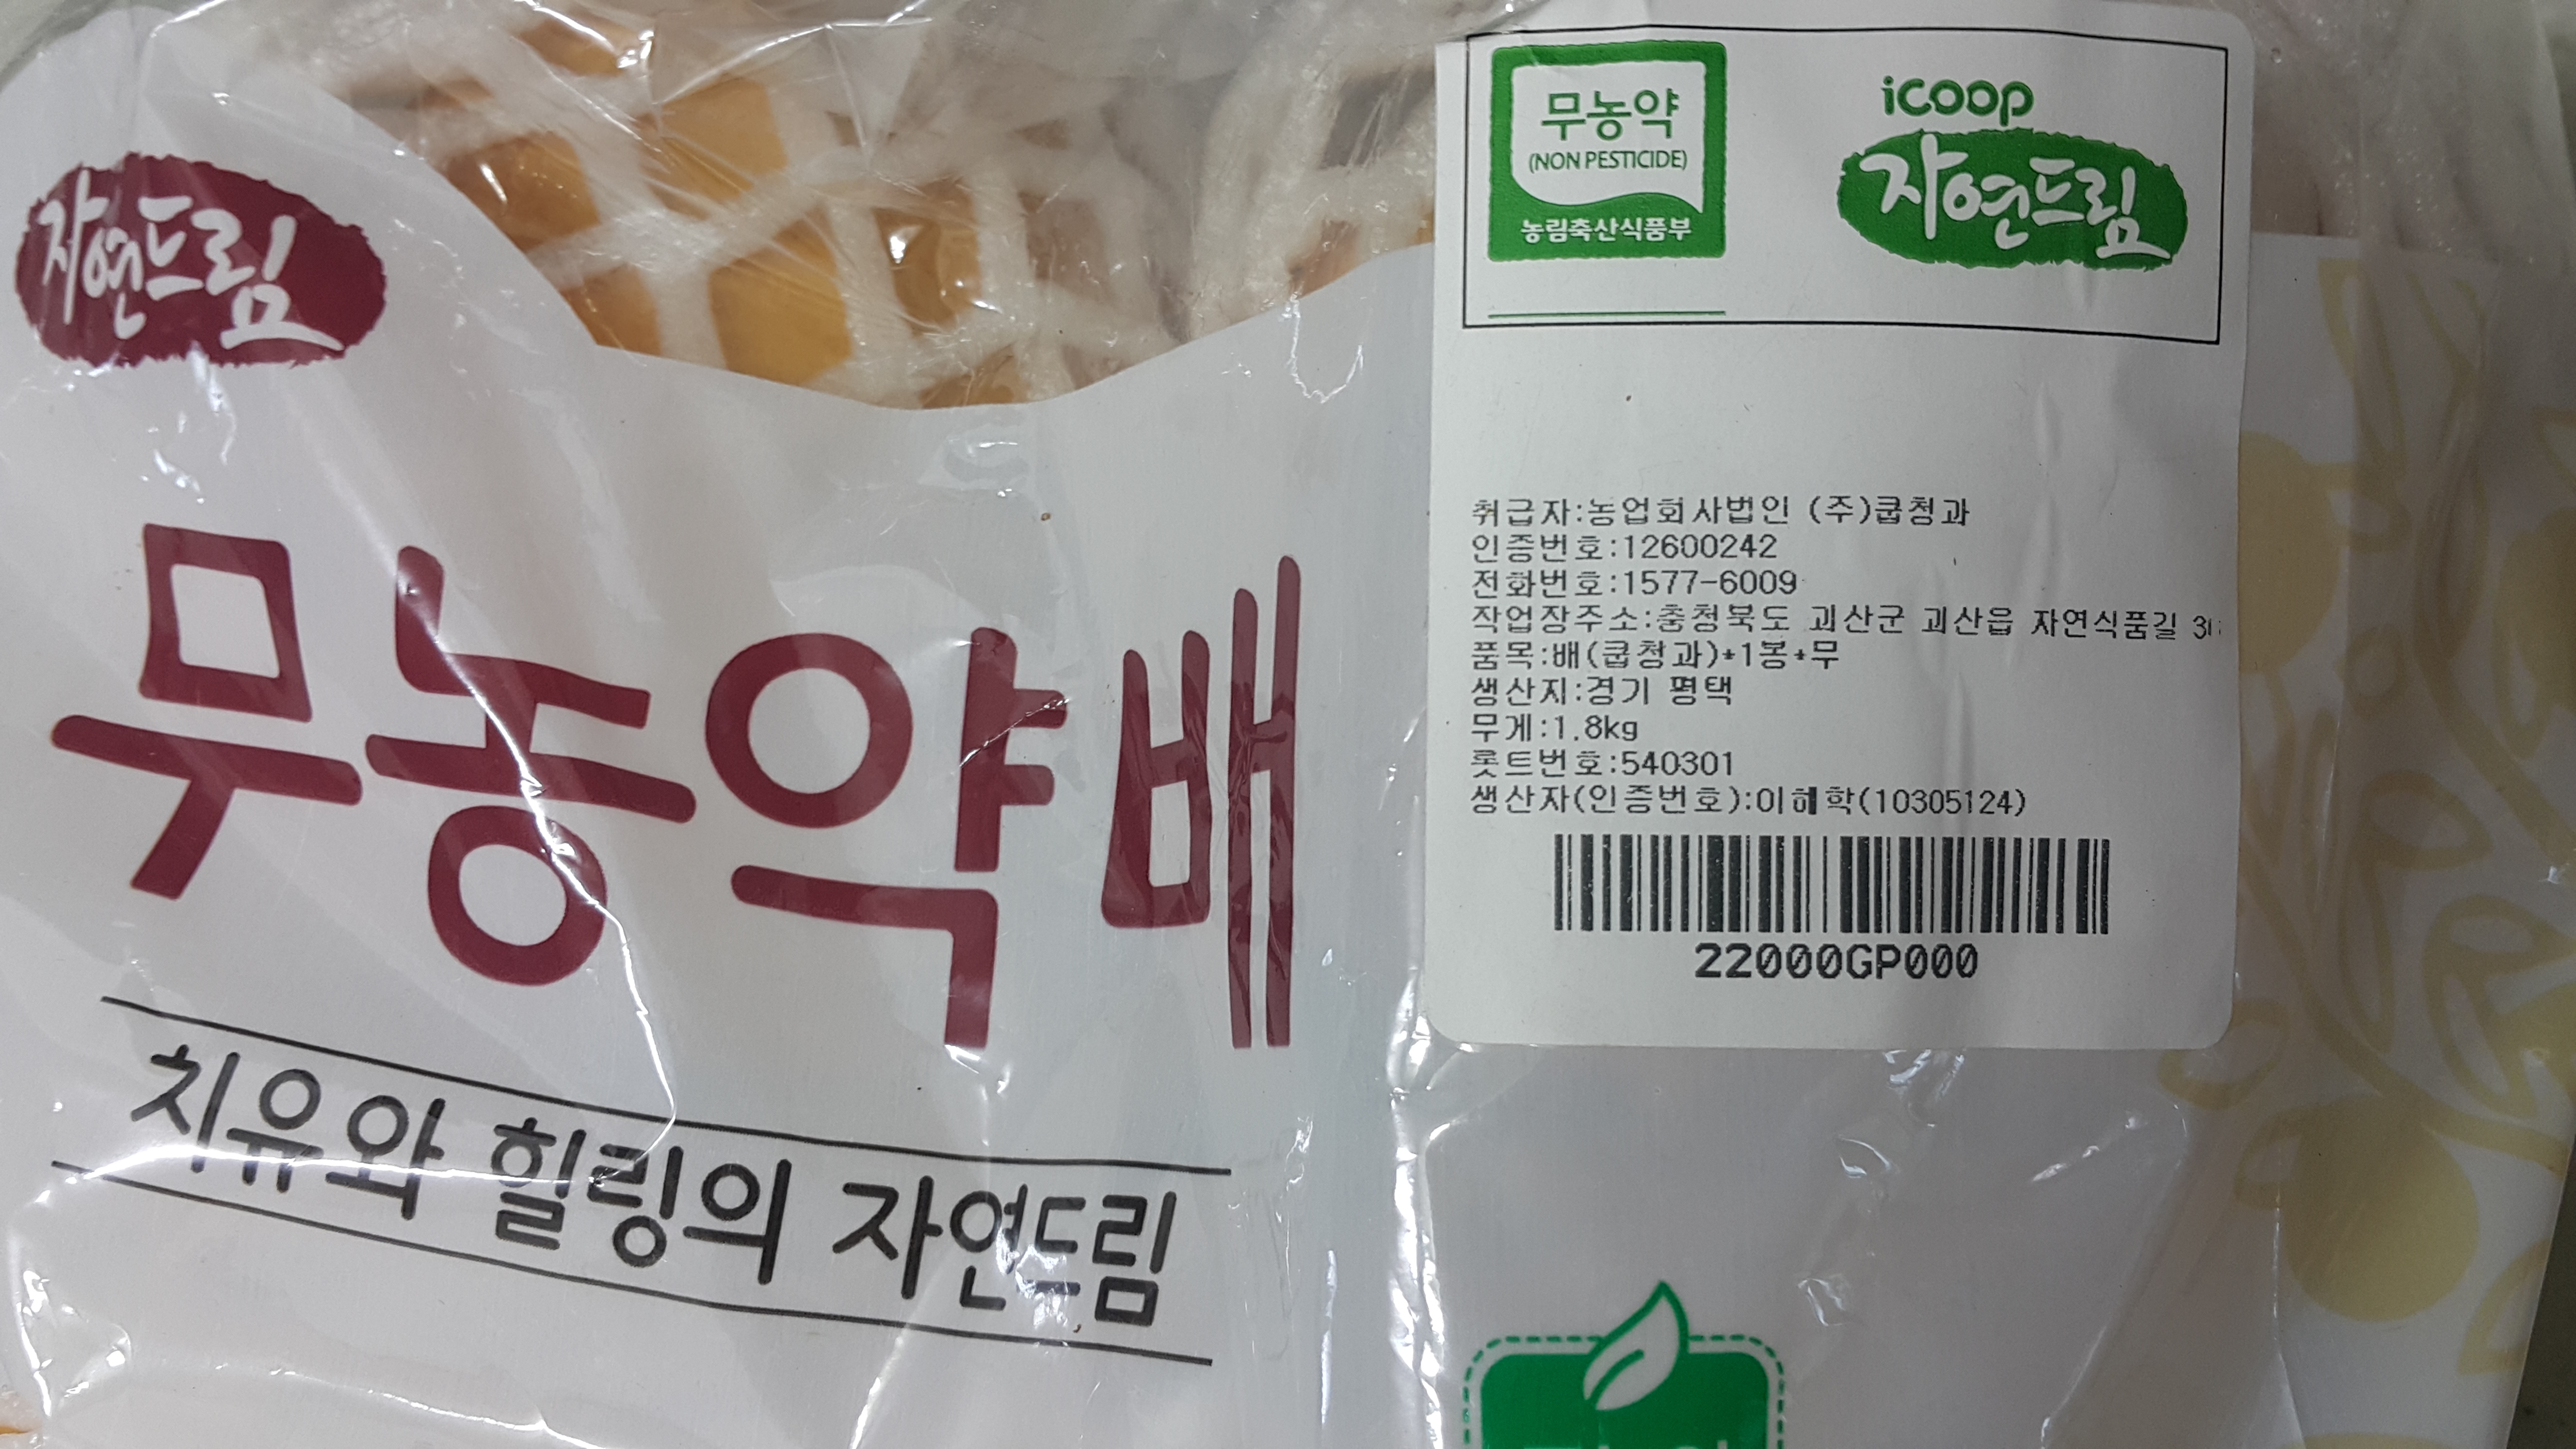 자연드림
무농약배
치유와 힐링의 자연드림
무농약
(NON PESTICIDE)
농림축산식품부
icoop
자연드림
취급자:농업회사법인 (주)쿱청과
인증번호:12600242
전화번호:1577-6009
작업장주소:충청북도 괴산군 괴산읍 자연식품길
품목:배(쿱청과)*1봉*무
생산지:경기 평택
무게:1.8kg
롯트번호:540301
생산자(인증번호):이혜학(10305124)
22000GP000